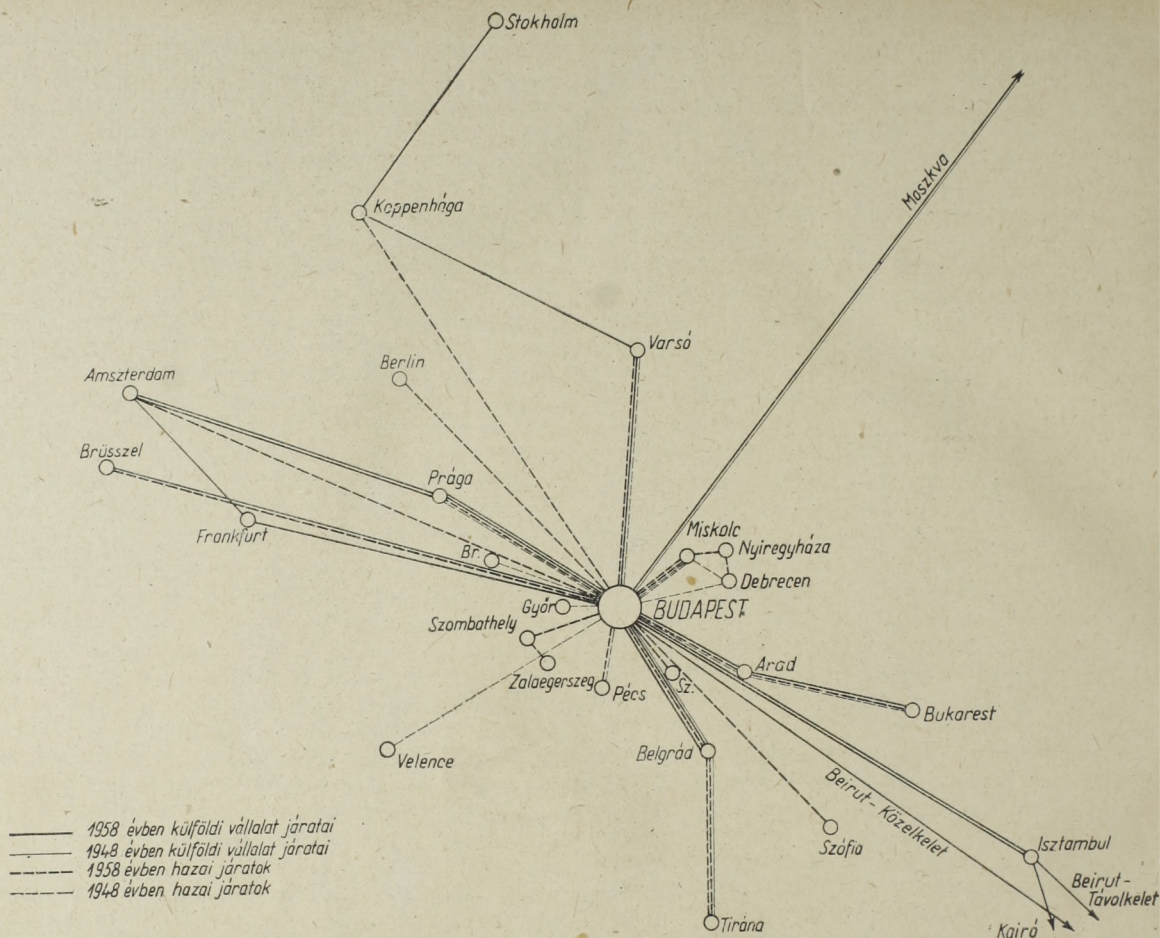 Stokholm
Koppenhága
Moszkva
Varsó
Berlin
Amszterdam
Brüsszel
Prága
Frankfurt
Br.
Miskolc
Nyiregyháza
Debrecen
Győr
BUDAPEST
Szombathely
Zalaegerszeg
Pécs
Sz.
Arad
Bukarest
Velence
Belgrád
Beirut-Közelkelet
Szófia
Isztambul
Beirut-
Távolkelet
Kairó
Tirána
1958 évben külföldi vállalat járatai
1948 évben külföldi vállalat járatai
1958 évben hazai járatok
1948 évben hazai járatok